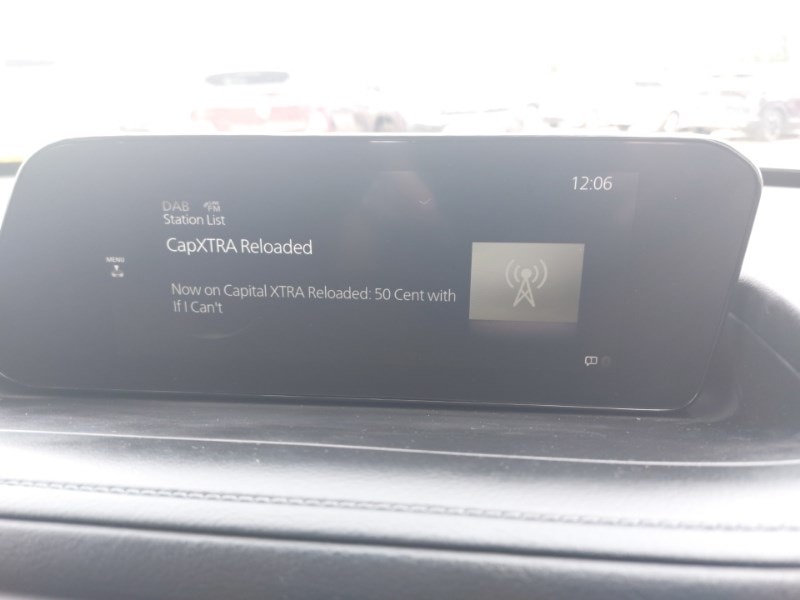 12:06
DAB FM
Station List
CapXTRA Reloaded
MENU
Now on Capital XTRA Reloaded: 50 Cent with
If I Can't